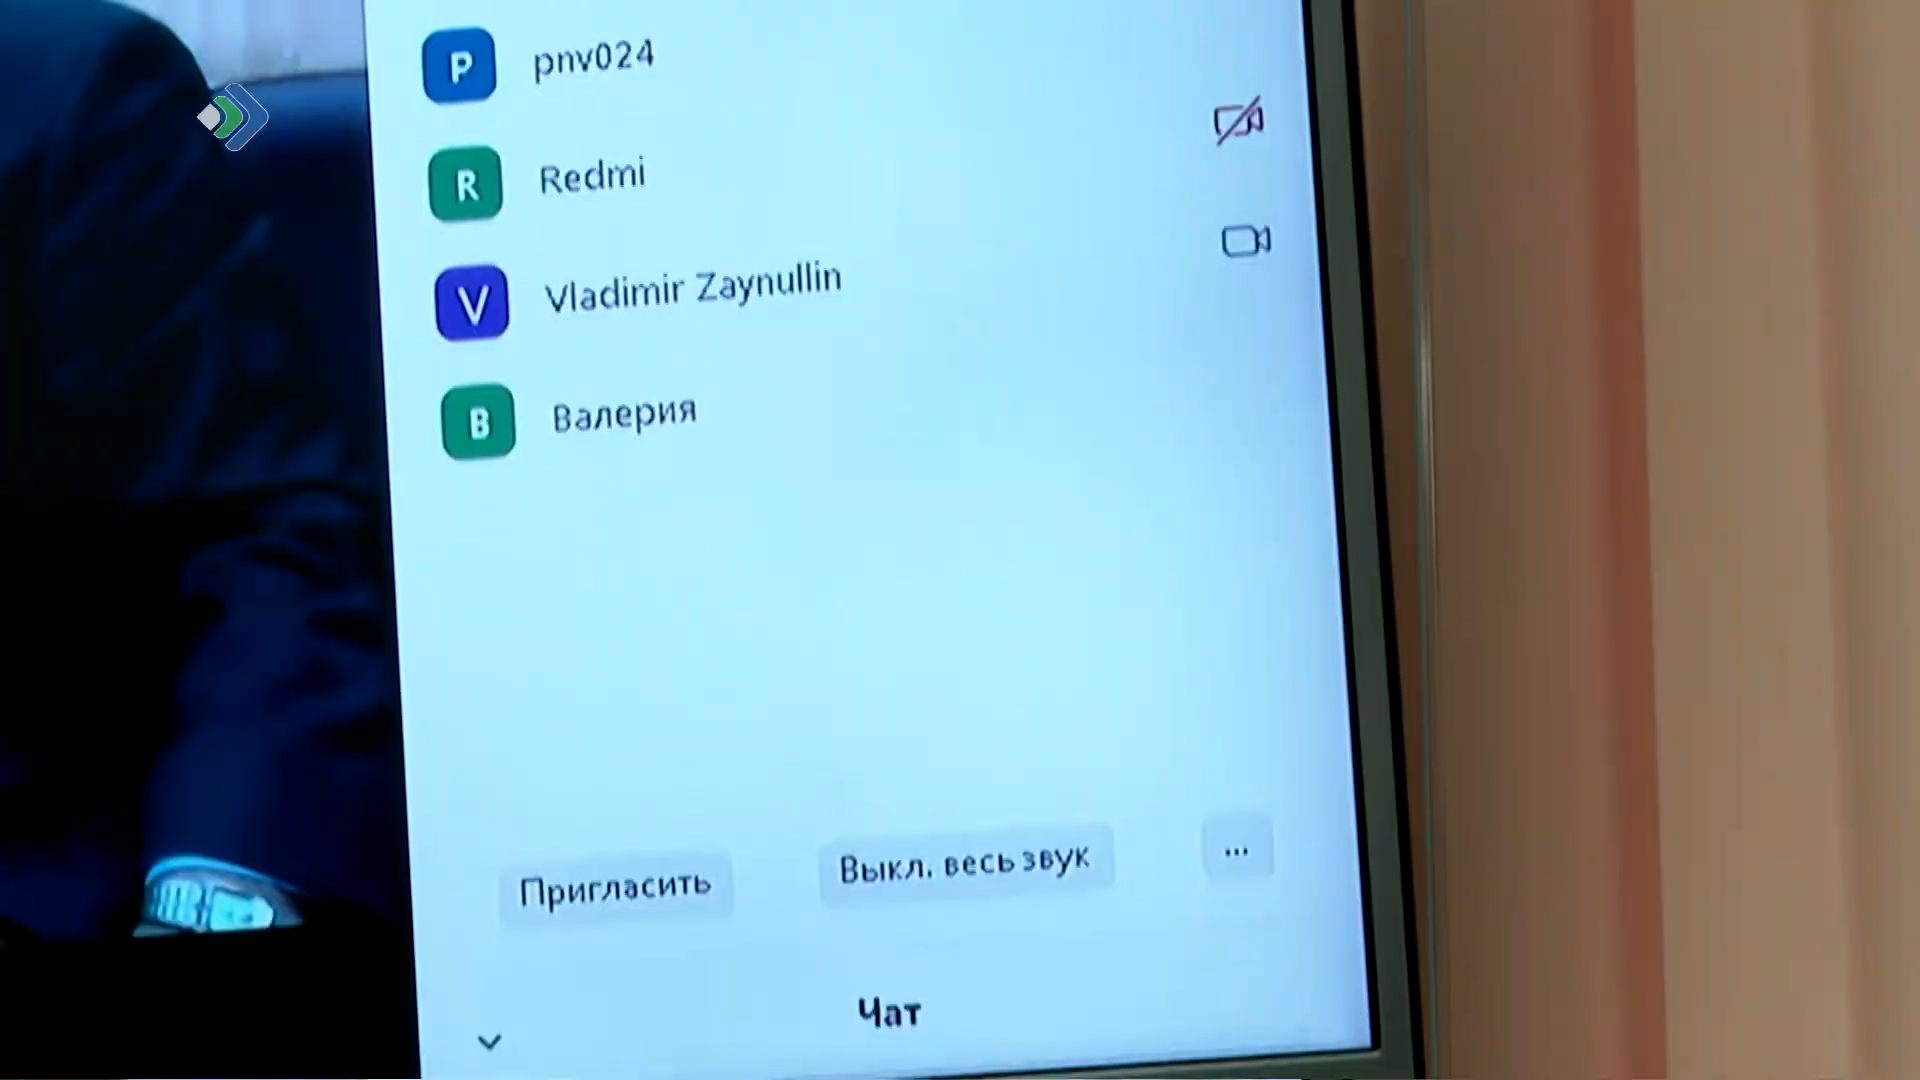 P pnv024
R Redmi
V Vladimir Zaynullin
В Валерия
Пригласить Выкл. весь звук ...
Чат